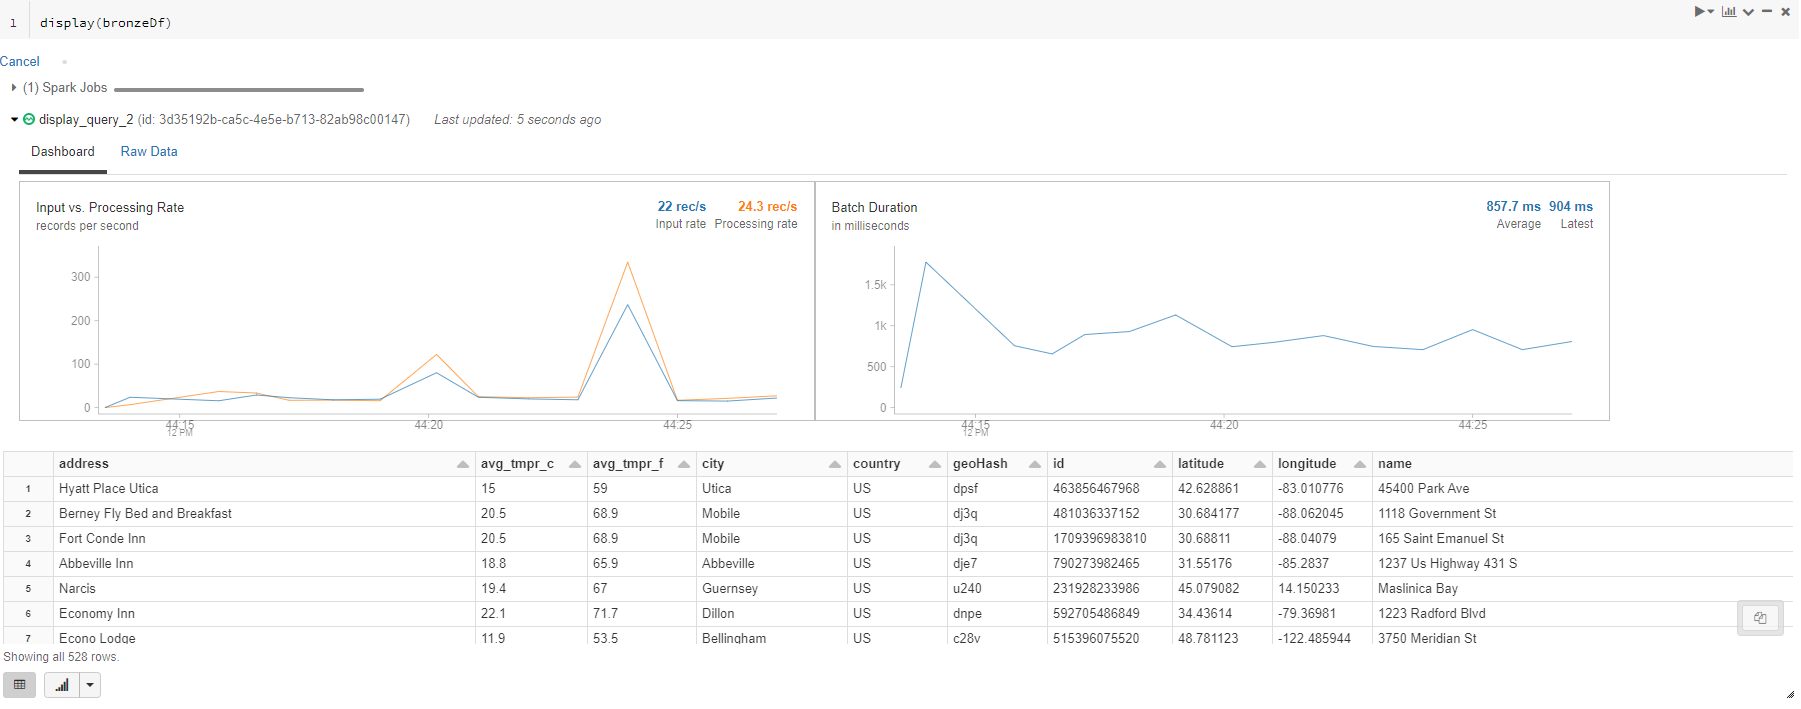 1 display(bronzeDf)
Cancel
(1) Spark Jobs
display_query_2 (id: 3d35192b-ca5c-4e5e-b713-82ab98c00147) Last updated: 5 seconds ago
Dashboard Raw Data
Input vs. Processing Rate 22 rec/s 24.3 rec/s
records per second Input rate Processing rate
300
200
100
0
44:15 44:20 44:25
12 PM
Batch Duration 857.7 ms 904 ms
in milliseconds Average Latest
1.5k
1k
500
0
44:15 44:20 44:25
12 PM
address avg_tmpr_c avg_tmpr_f city country geoHash id latitude longitude name
1 Hyatt Place Utica 15 59 Utica US dpsf 463856467968 42.628861 -83.010776 45400 Park Ave
2 Berney Fly Bed and Breakfast 20.5 68.9 Mobile US dj3q 481036337152 30.684177 -88.062045 1118 Government St
3 Fort Conde Inn 20.5 68.9 Mobile US dj3q 1709396983810 30.68811 -88.04079 165 Saint Emanuel St
4 Abbeville Inn 18.8 65.9 Abbeville US dje7 790273982465 31.55176 -85.2837 1237 Us Highway 431 S
5 Narcis 19.4 67 Guernsey US u240 231928233986 45.079082 14.150233 Maslinica Bay
6 Economy Inn 22.1 71.7 Dillon US dnpe 592705486849 34.43614 -79.36981 1223 Radford Blvd
7 Econo Lodge 11.9 53.5 Bellingham US c28v 515396075520 48.781123 -122.485944 3750 Meridian St
Showing all 528 rows.